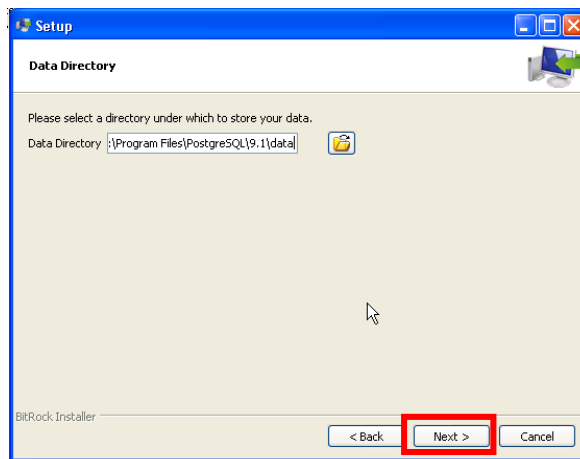 Setup
Data Directory
Please select a directory under which to store your data.
Data Directory :\Program Files\PostgreSQL\9.1\data
BitRock Installer
< Back Next > Cancel